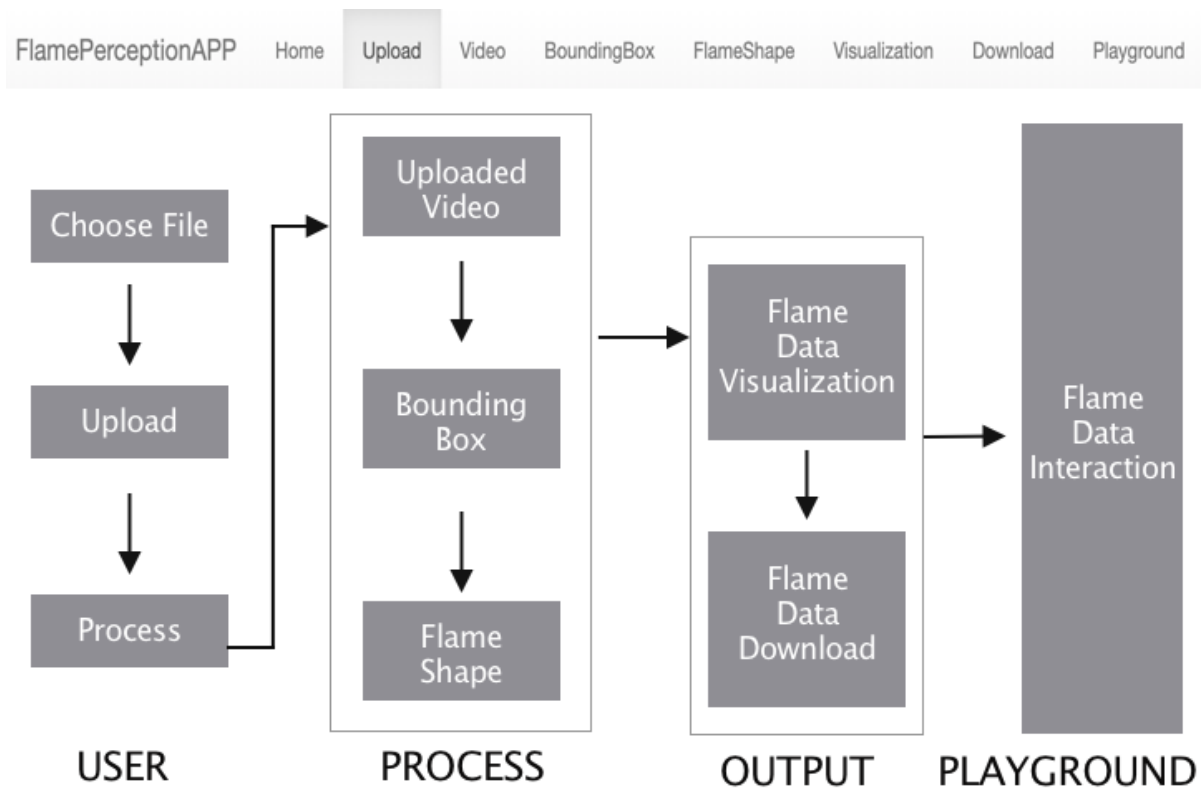 FlamePerceptionAPP Home Upload Video BoundingBox FlameShape Visualization Download Playground
Choose File
Upload
Process
USER
Uploaded
Video
Bounding
Box
Flame
Shape
PROCESS
Flame
Data
Visualization
Flame
Data
Download
OUTPUT
Flame
Data
Interaction
PLAYGROUND